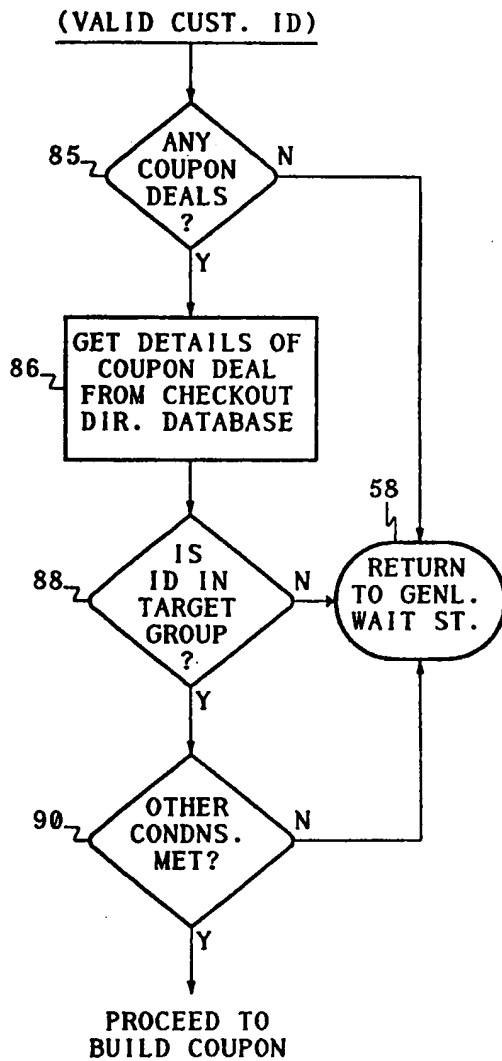 (VALID CUST. ID)
85
ANY
COUPON
DEALS
?
N
Y
86
GET DETAILS OF
COUPON DEAL
FROM CHECKOUT
DIR. DATABASE
58
RETURN
TO GENL.
WAIT ST.
88
IS
ID IN
TARGET
GROUP
?
N
Y
90
OTHER
CONDNS.
MET?
N
Y
PROCEED TO
BUILD COUPON